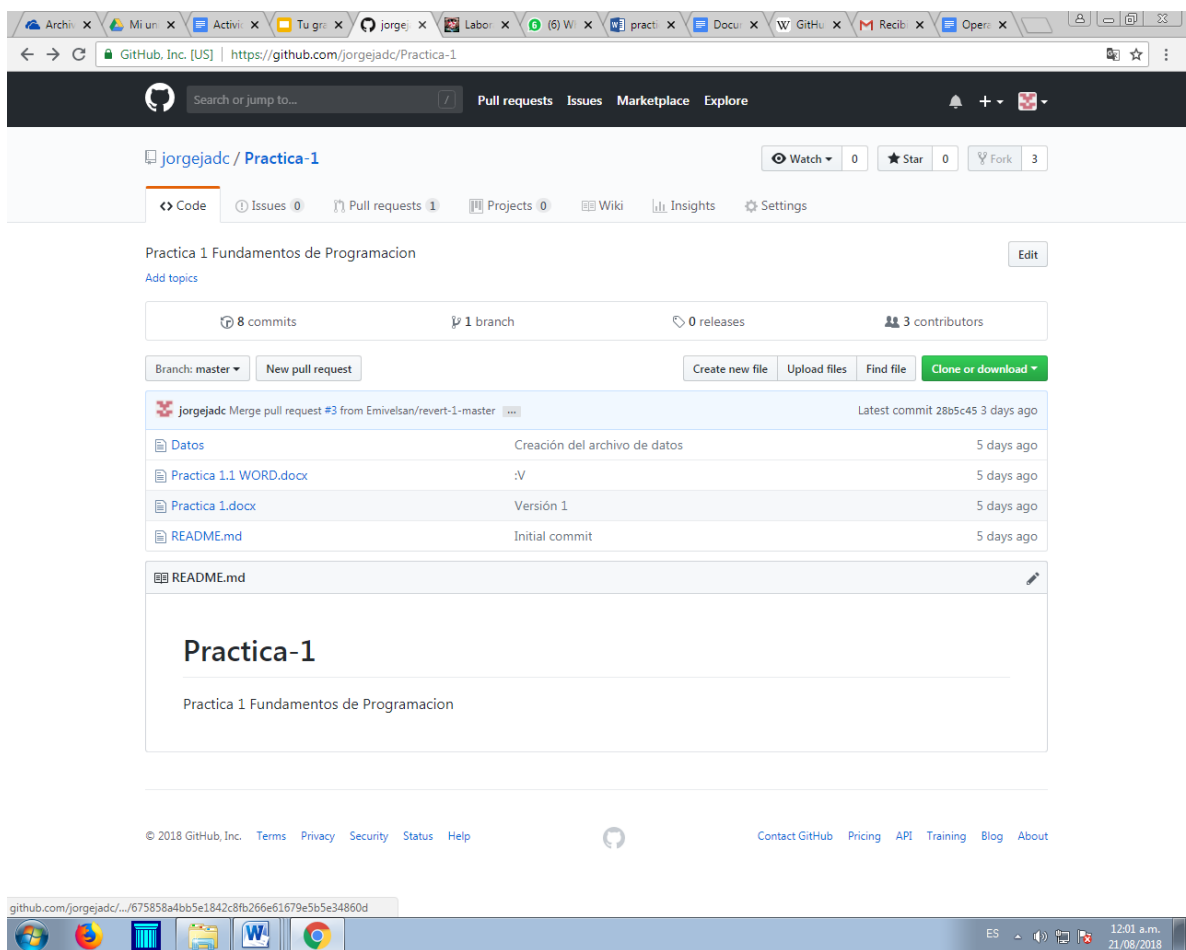 Archiv Mi un Activic Tu gra jorgej Labor (6) W practi Docur GitHu Recib Opera
GitHub, Inc. [US] | https://github.com/jorgejadc/Practica-1
Search or jump to... / Pull requests Issues Marketplace Explore
jorgejadc / Practica-1 Watch 0 Star 0 Fork 3
Code Issues 0 Pull requests 1 Projects 0 Wiki Insights Settings
Practica 1 Fundamentos de Programacion Edit
Add topics
8 commits 1 branch 0 releases 3 contributors
Branch: master New pull request Create new file Upload files Find file Clone or download
jorgejadc Merge pull request #3 from Emivelsan/revert-1-master ... Latest commit 28b5c45 3 days ago
Datos Creación del archivo de datos 5 days ago
Practica 1.1 WORD.docx :V 5 days ago
Practica 1.docx Versión 1 5 days ago
README.md Initial commit 5 days ago
README.md
Practica-1
Practica 1 Fundamentos de Programacion
© 2018 GitHub, Inc. Terms Privacy Security Status Help Contact GitHub Pricing API Training Blog About
github.com/jorgejadc/.../675858a4bb5e1842c8fb266e61679e5b5e34860d
ES 12:01 a.m.
21/08/2018